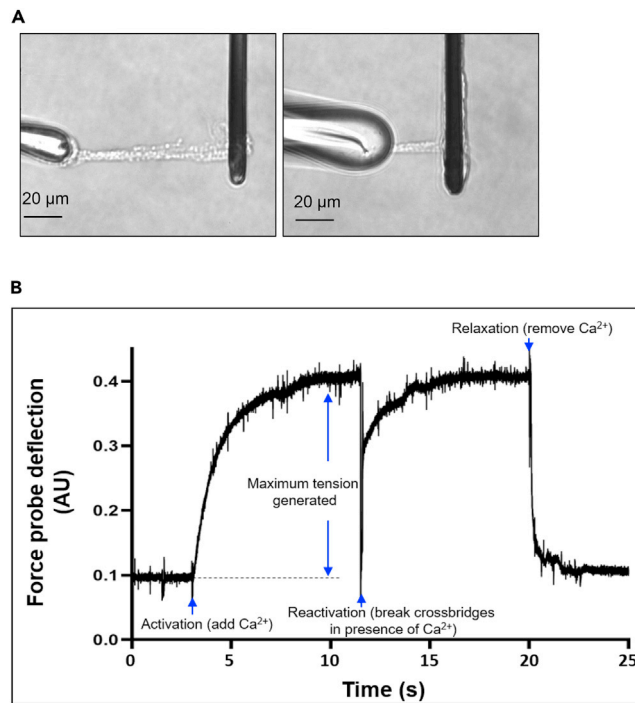 A
20 μm
20 μm
B
Relaxation (remove Ca²⁺)
Force probe deflection
(AU)
0.4
0.3
0.2
0.1
0.0
Maximum tension
generated
Activation (add Ca²⁺)
Reactivation (break crossbridges
in presence of Ca²⁺)
0
5
10
15
20
25
Time (s)